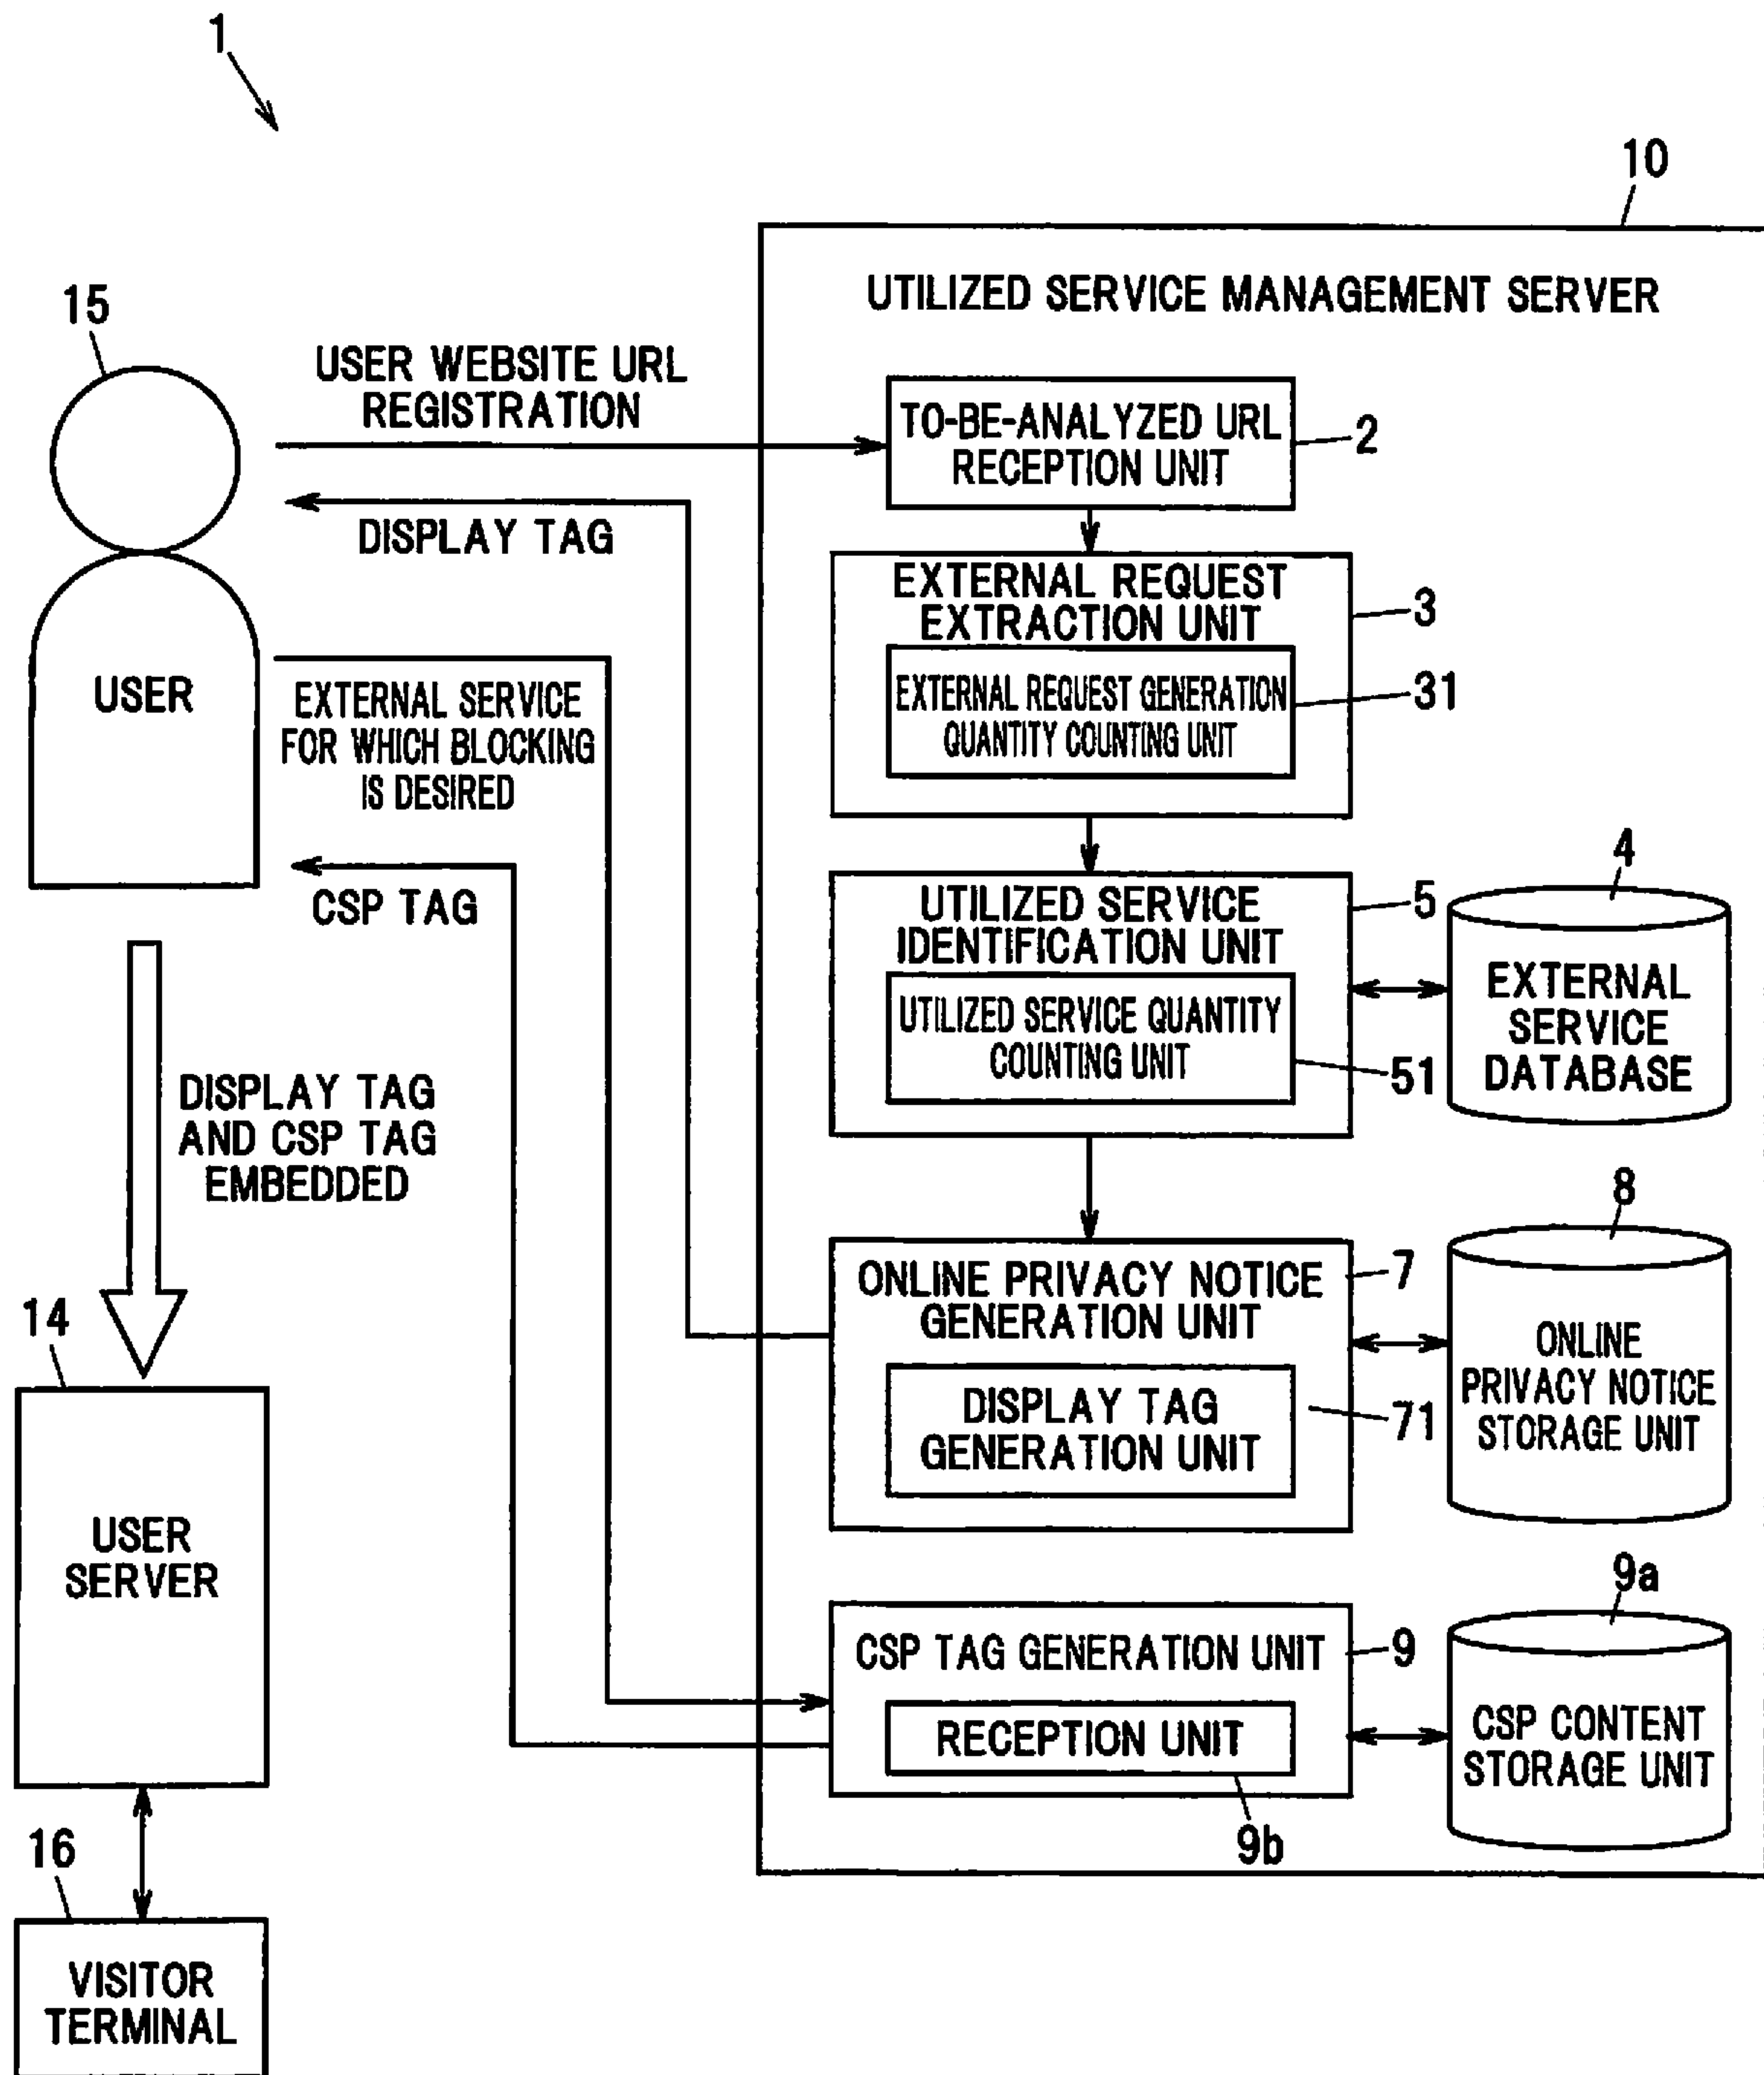 1
10
UTILIZED SERVICE MANAGEMENT SERVER
15
USER WEBSITE URL
REGISTRATION
TO-BE-ANALYZED URL
RECEPTION UNIT
2
DISPLAY TAG
EXTERNAL REQUEST
EXTRACTION UNIT
3
EXTERNAL REQUEST GENERATION
QUANTITY COUNTING UNIT
31
USER
EXTERNAL SERVICE
FOR WHICH BLOCKING
IS DESIRED
CSP TAG
UTILIZED SERVICE
IDENTIFICATION UNIT
5
UTILIZED SERVICE QUANTITY
COUNTING UNIT
51
4
EXTERNAL
SERVICE
DATABASE
DISPLAY TAG
AND CSP TAG
EMBEDDED
ONLINE PRIVACY NOTICE
GENERATION UNIT
7
DISPLAY TAG
GENERATION UNIT
71
8
ONLINE
PRIVACY NOTICE
STORAGE UNIT
14
USER
SERVER
CSP TAG GENERATION UNIT
9
RECEPTION UNIT
9b
9a
CSP CONTENT
STORAGE UNIT
16
VISITOR
TERMINAL